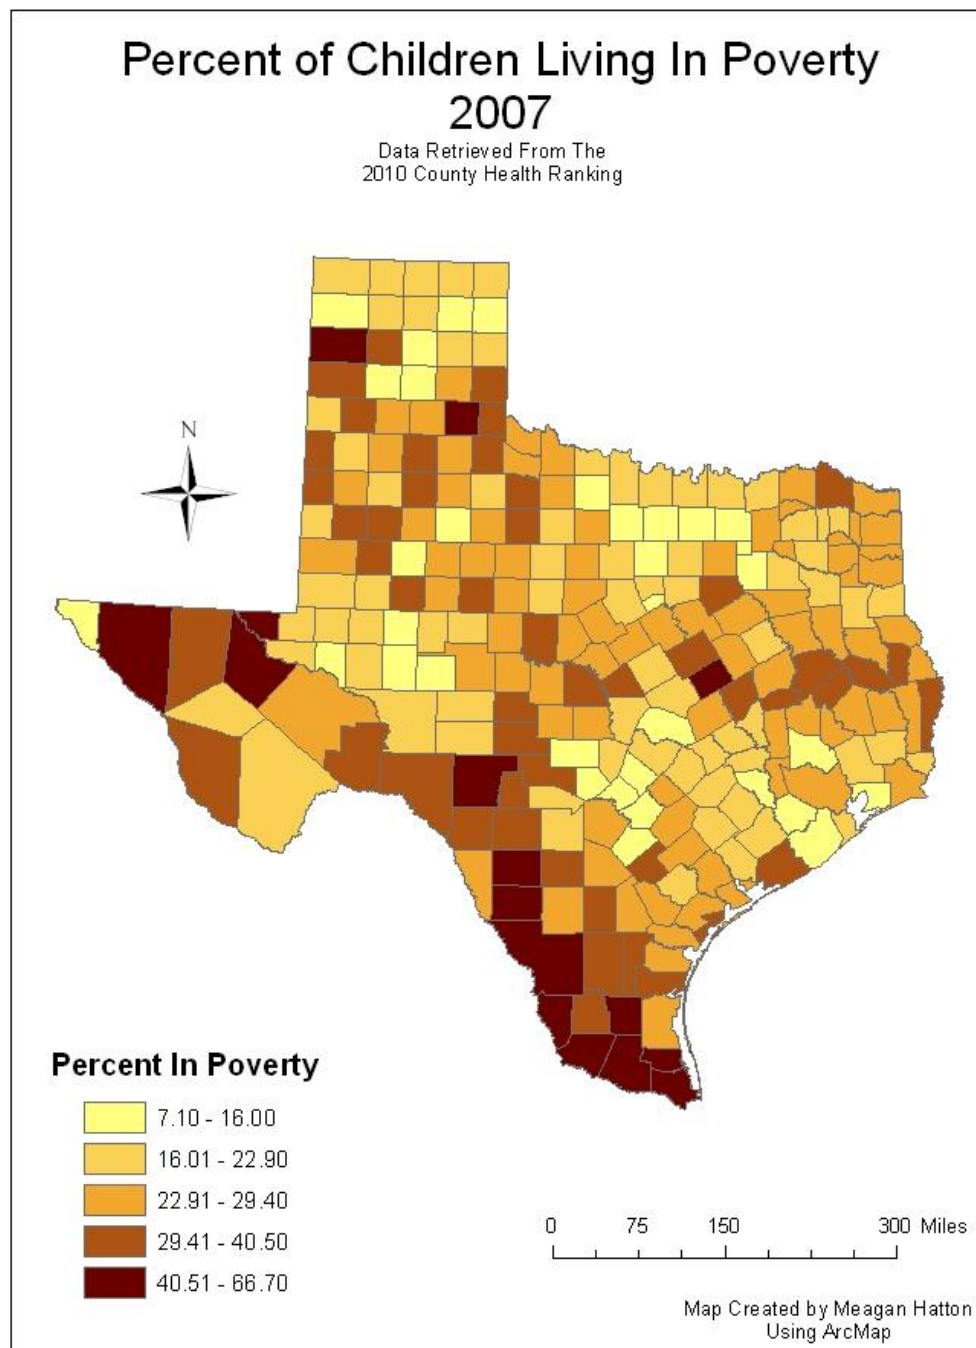 Percent of Children Living In Poverty
2007
Data Retrieved From The
2010 County Health Ranking
N
Percent In Poverty
7.10 - 16.00
16.01 - 22.90
22.91 - 29.40
29.41 - 40.50
40.51 - 66.70
0 75 150 300 Miles
Map Created by Meagan Hatton
Using ArcMap